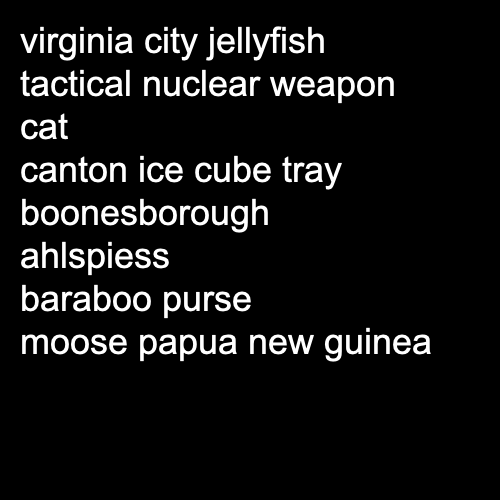 virginia city jellyfish
tactical nuclear weapon
cat
canton ice cube tray
boonesborough
ahlspiess
baraboo purse
moose papua new guinea